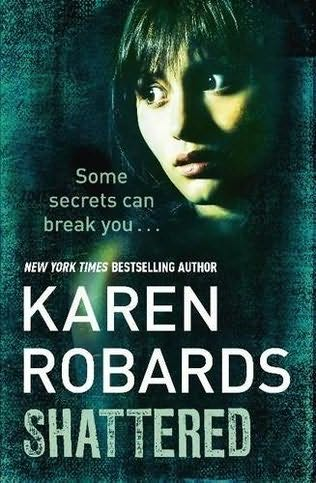 Some
secrets can
break you...
NEW YORK TIMES BESTSELLING AUTHOR
KAREN
ROBARDS
SHATTERED